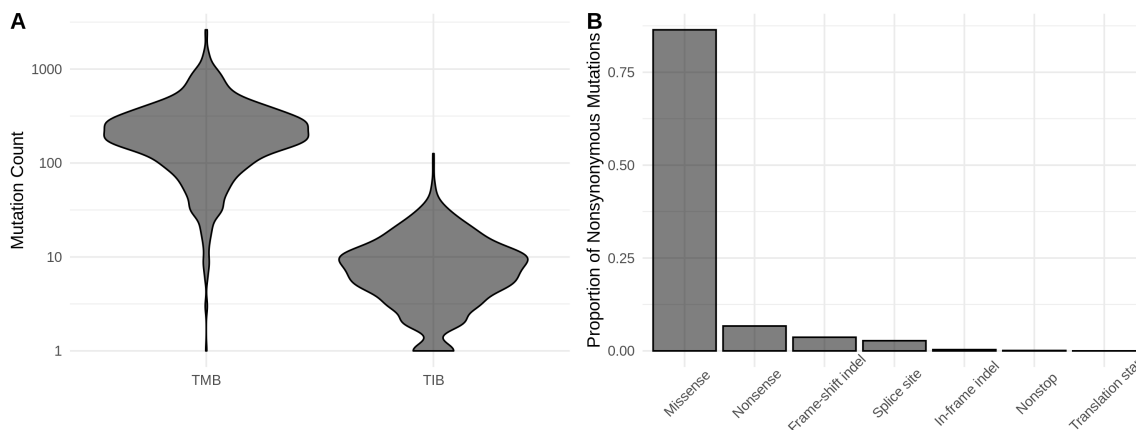 A
Mutation Count
1000
100
10
1
TMB
TIB
B
Proportion of Nonsynonymous Mutations
0.75
0.50
0.25
0.00
Missense
Nonsense
Frame-shift indel
Splice site
In-frame indel
Nonstop
Translation